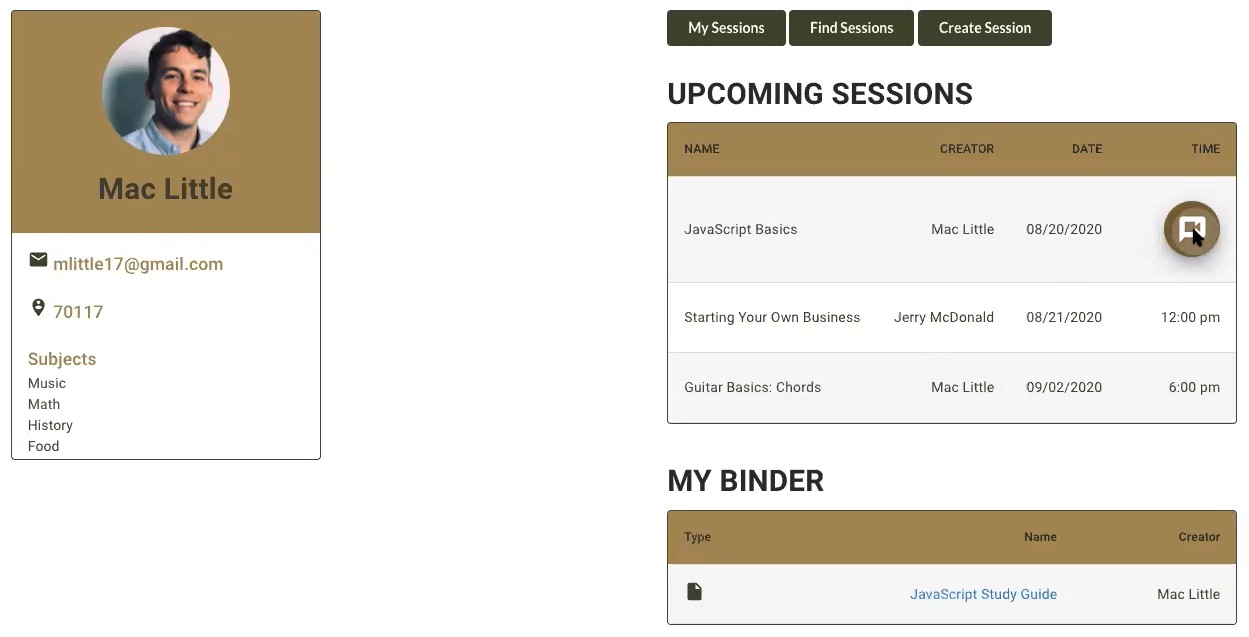 Mac Little
mlittle17@gmail.com
70117
Subjects
Music
Math
History
Food
My Sessions Find Sessions Create Session
UPCOMING SESSIONS
NAME CREATOR DATE TIME
JavaScript Basics Mac Little 08/20/2020
Starting Your Own Business Jerry McDonald 08/21/2020 12:00 pm
Guitar Basics: Chords Mac Little 09/02/2020 6:00 pm
MY BINDER
Type Name Creator
JavaScript Study Guide Mac Little